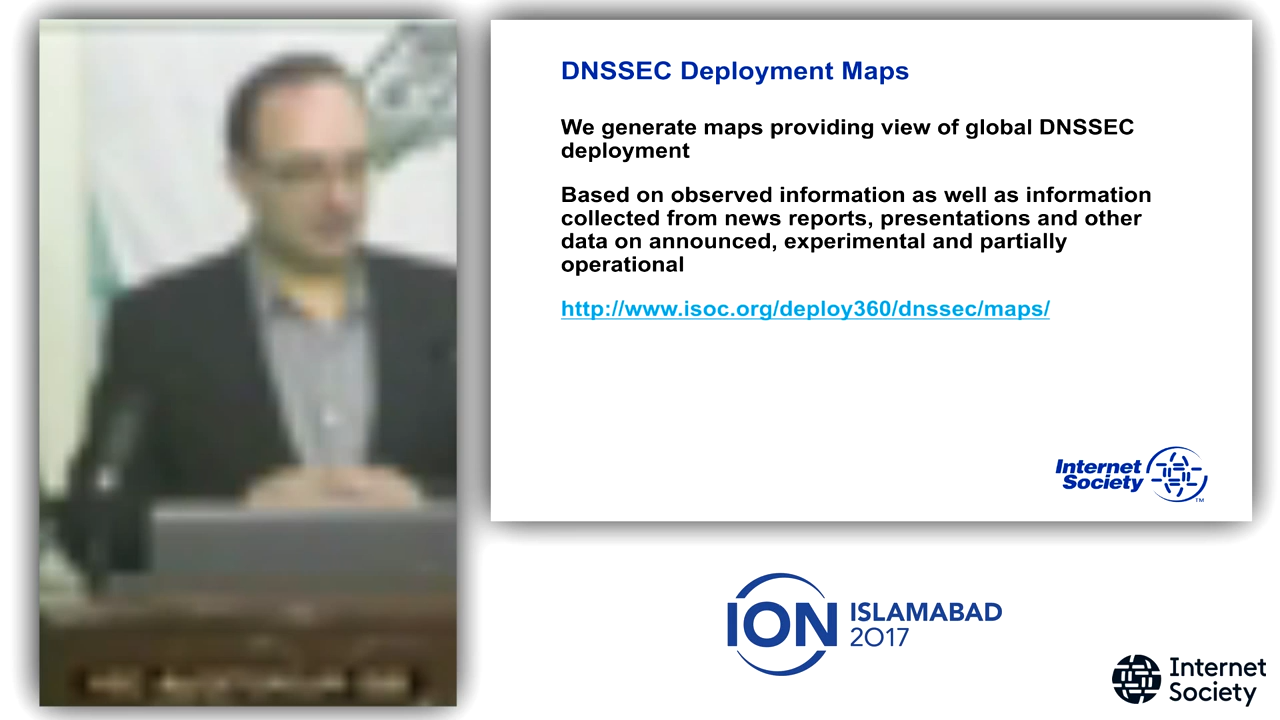 DNSSEC Deployment Maps
We generate maps providing view of global DNSSEC
deployment
Based on observed information as well as information
collected from news reports, presentations and other
data on announced, experimental and partially
operational
http://www.isoc.org/deploy360/dnssec/maps/
Internet
Society
TM
ION ISLAMABAD
2017
Internet
Society